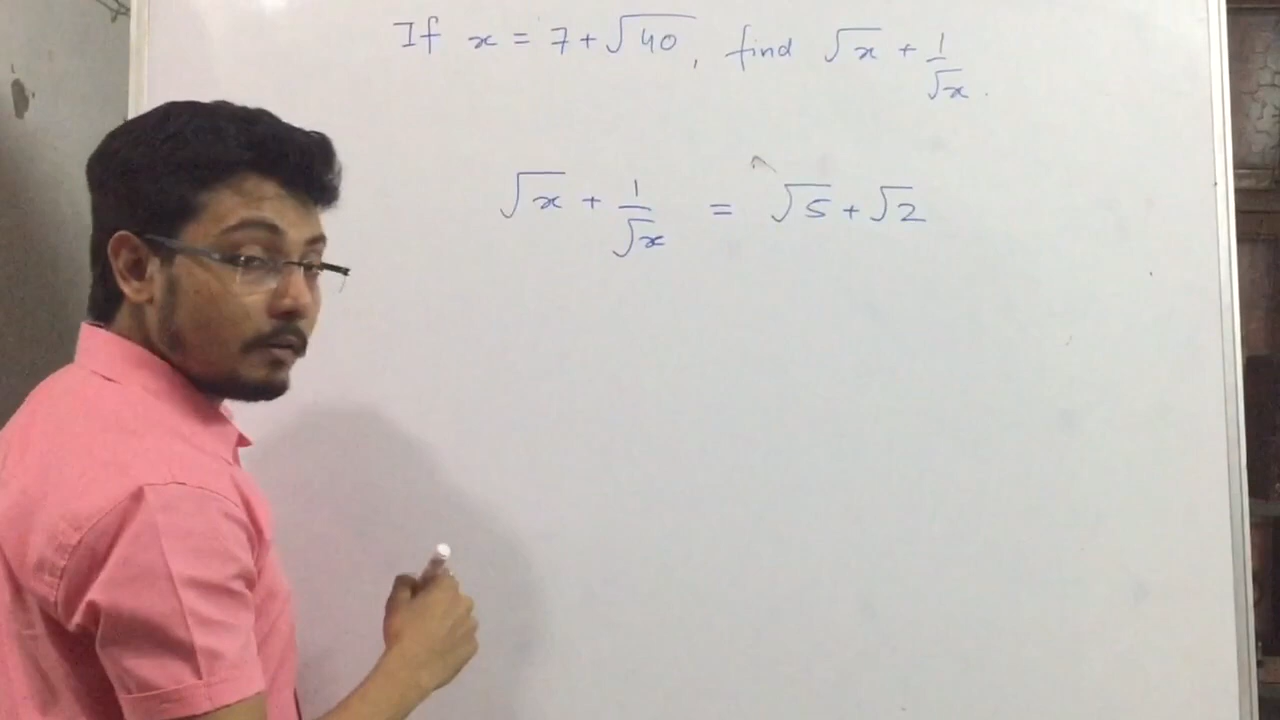 If x = 7 + √40, find √x + 1/√x.
√x + 1/√x = √5 + √2